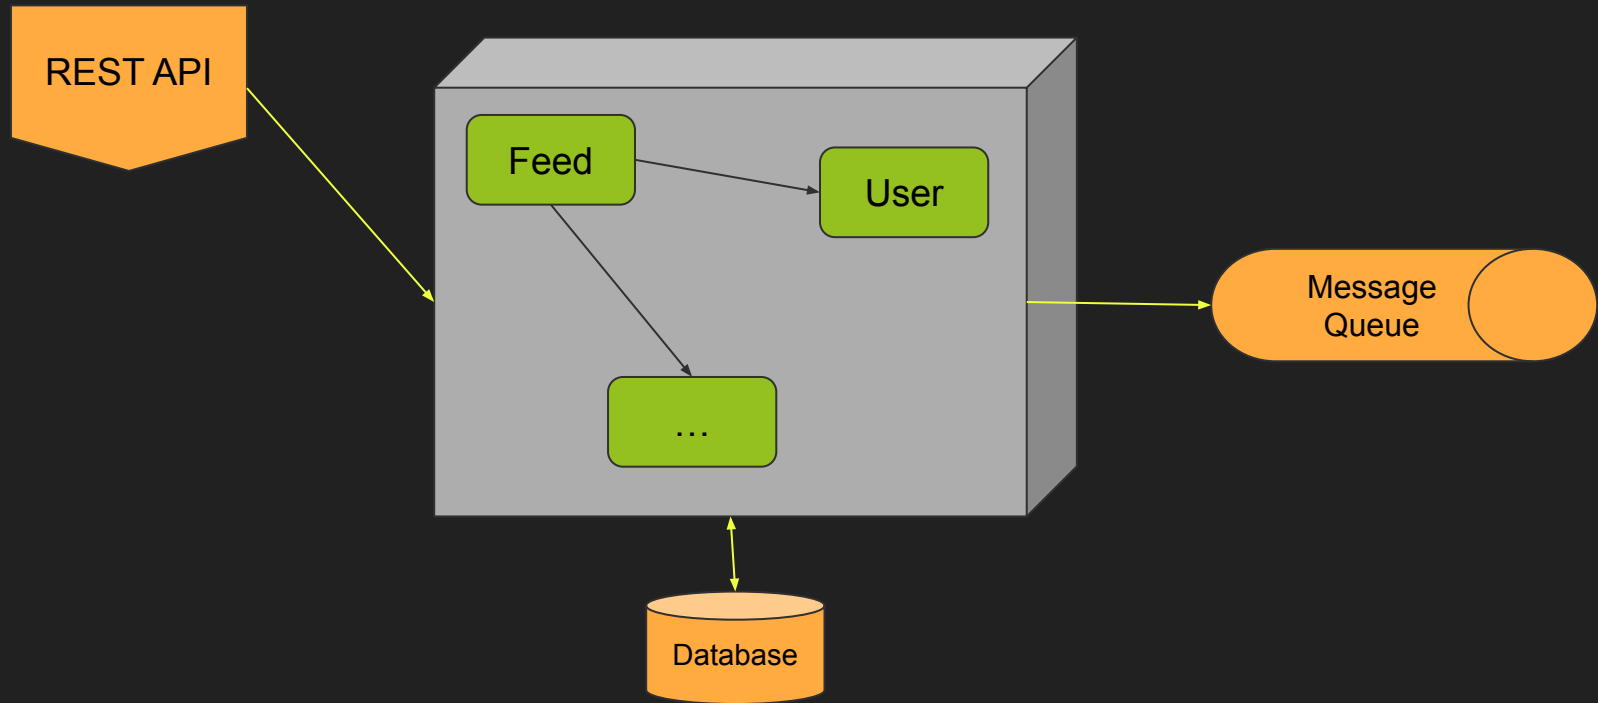 REST API
Feed
User
Message
Queue
…
Database